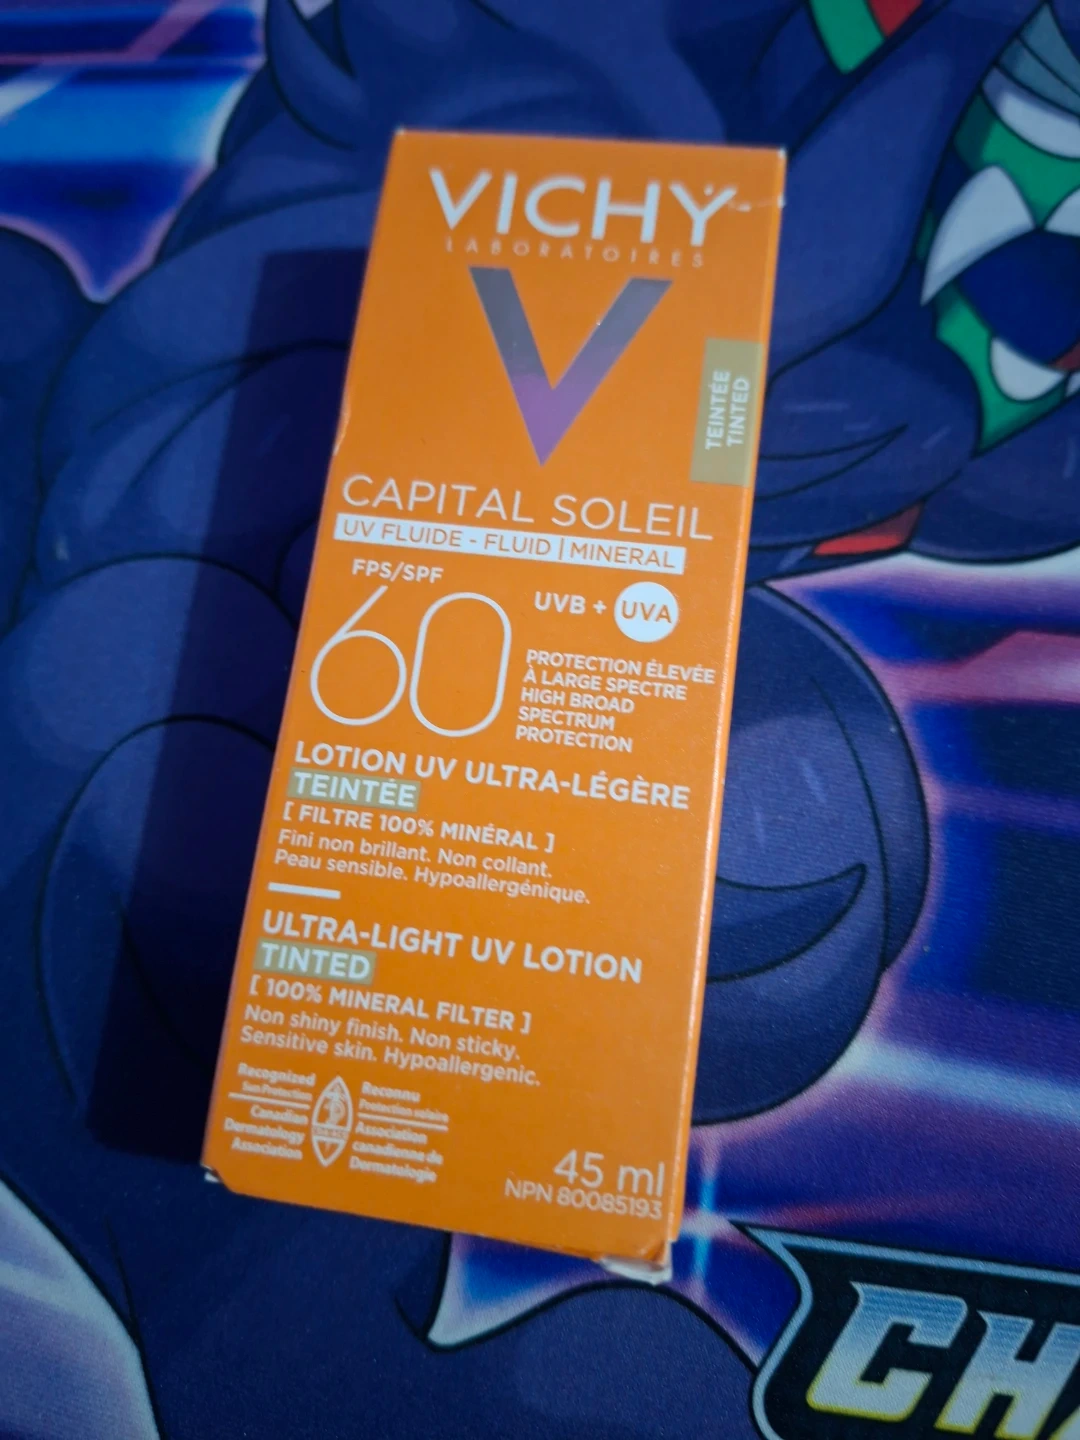 VICHY
LABORATOIRES
V
TEINTÉE
TINTED
CAPITAL SOLEIL
UV FLUIDE - FLUID | MINERAL
FPS/SPF
60
UVB + UVA
PROTECTION ÉLEVÉE
À LARGE SPECTRE
HIGH BROAD
SPECTRUM
PROTECTION
LOTION UV ULTRA-LÉGÈRE
TEINTÉE
[ FILTRE 100% MINÉRAL ]
Fini non brillant. Non collant.
Peau sensible. Hypoallergénique.
ULTRA-LIGHT UV LOTION
TINTED
[ 100% MINERAL FILTER ]
Non shiny finish. Non sticky.
Sensitive skin. Hypoallergenic.
Recognized
Sun Protection
Canadian
Dermatology
Association
Reconnu
Protection solaire
Association
canadienne de
Dermatologie
45 ml
NPN 80085193
CH